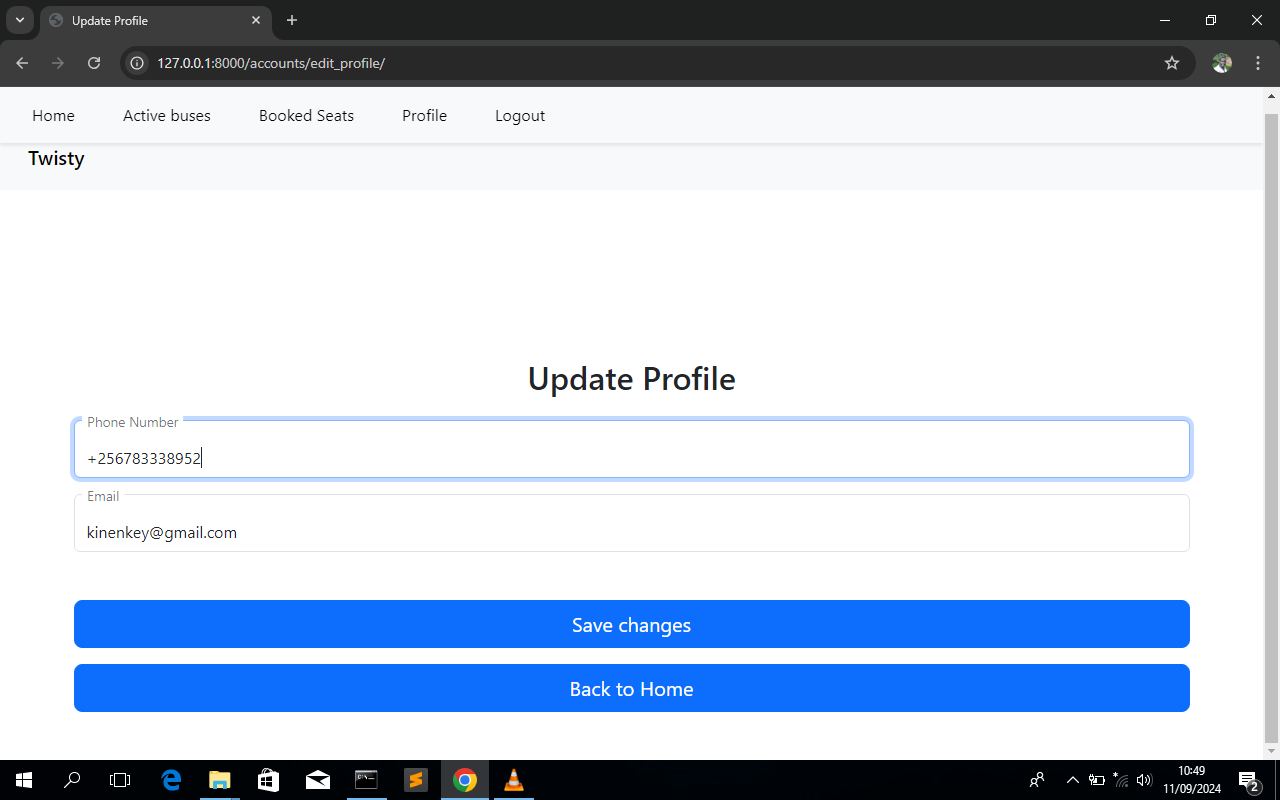 Update Profile
127.0.0.1:8000/accounts/edit_profile/
Home Active buses Booked Seats Profile Logout
Twisty
Update Profile
Phone Number
+256783338952
Email
kinenkey@gmail.com
Save changes
Back to Home
10:49
11/09/2024
2